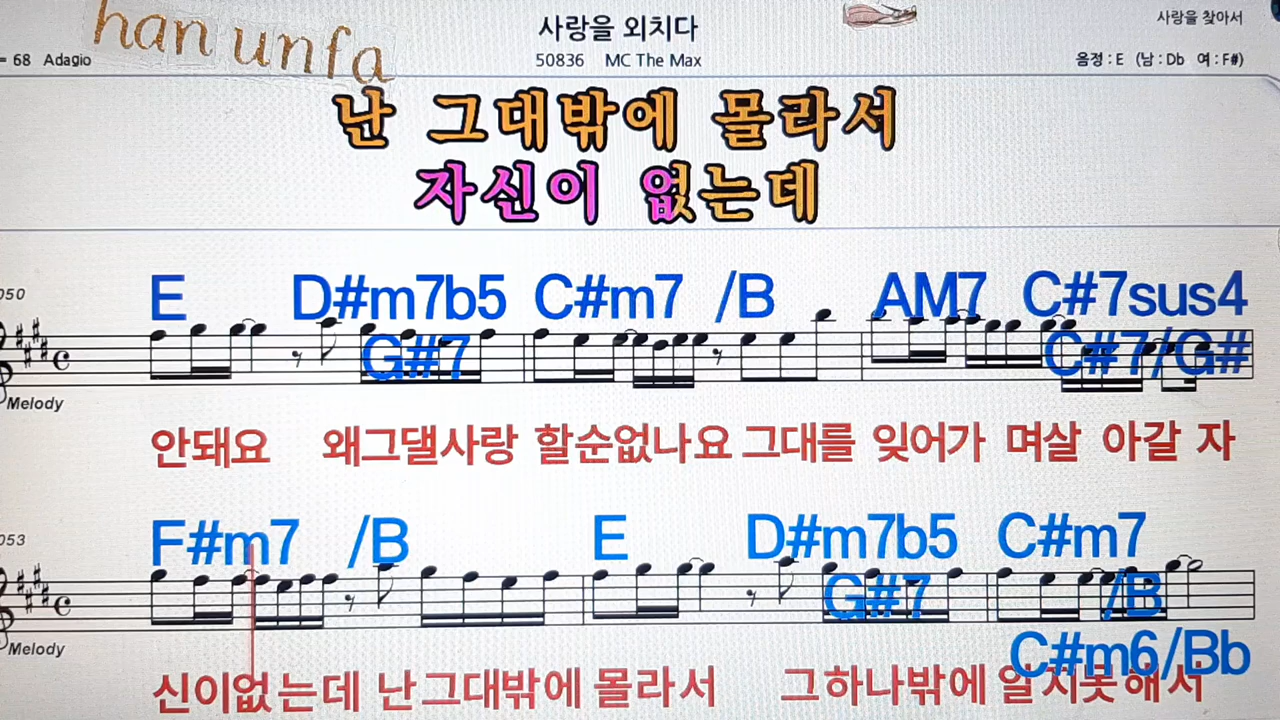 han unfa
사랑을 외치다
사랑을 찾아서
= 68 Adagio
50836 MC The Max
음정 : E (남 : Db 여 : F#)
난 그대밖에 몰라서
자신이 없는데
050
E D#m7b5 C#m7 /B AM7 C#7sus4
G#7 C#7/G#
Melody
안돼요 왜그댈사랑 할순없나요 그대를 잊어가 며살 아갈 자
053
F#m7 /B E D#m7b5 C#m7
G#7 /B
Melody
C#m6/Bb
신이없는데 난그대밖에 몰라서 그하나밖에 알지못해서